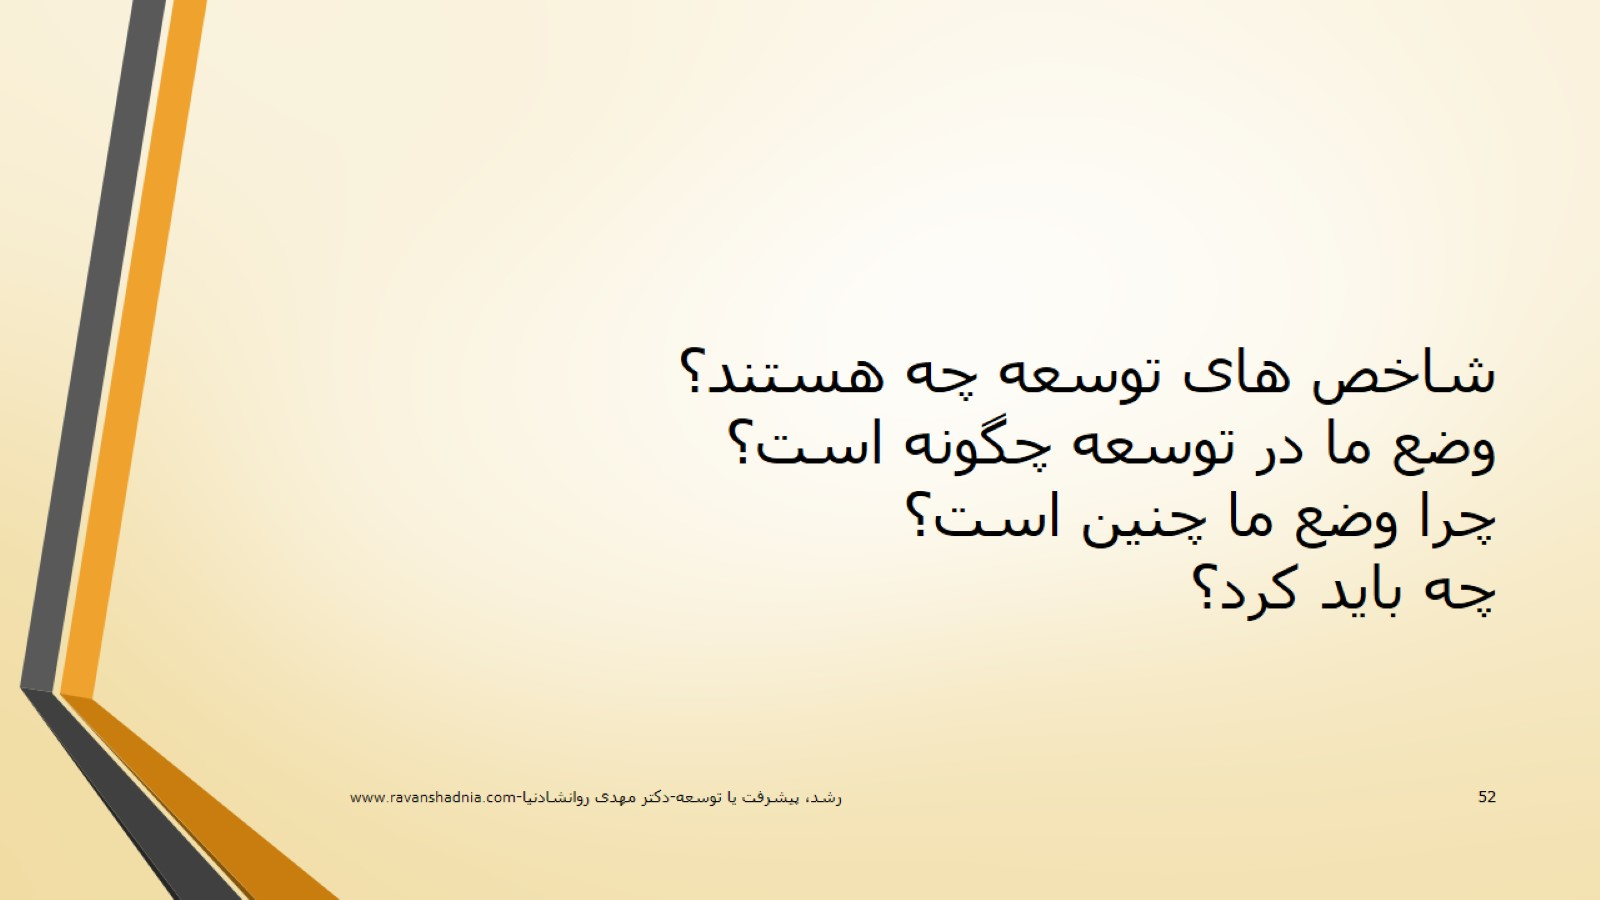 شاخص های توسعه چه هستند؟
وضع ما در توسعه چگونه است؟
چرا وضع ما چنین است؟
چه باید کرد؟
رشد، پیشرفت یا توسعه-دکتر مهدی روانشادنیا-www.ravanshadnia.com
52